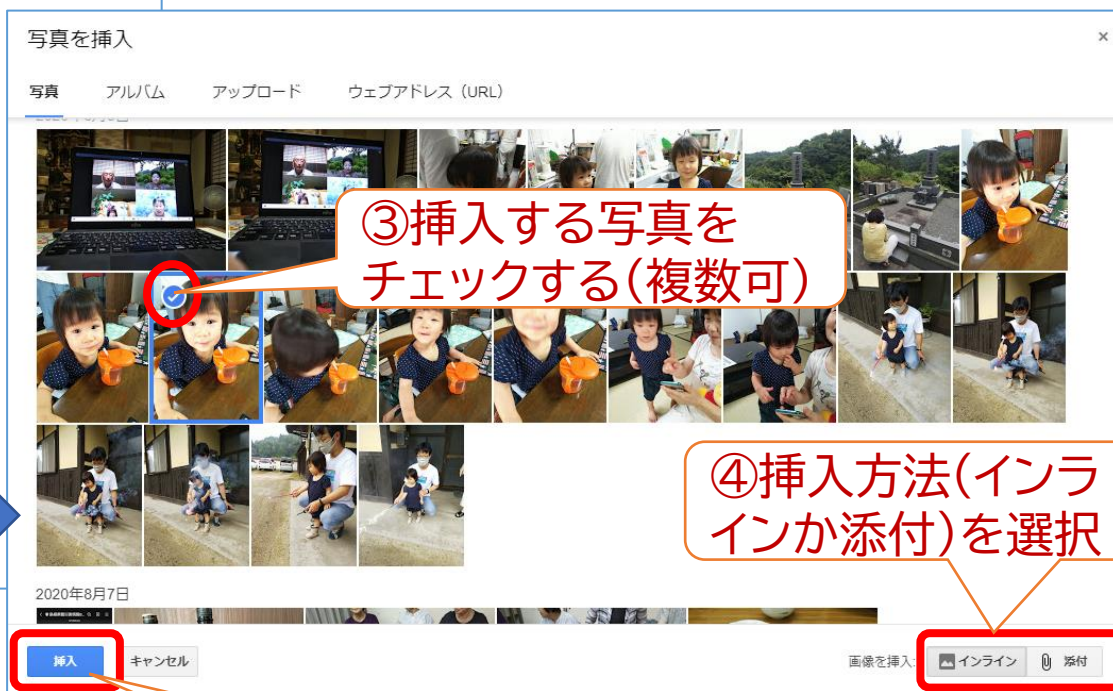 写真を挿入
×
写真 アルバム アップロード ウェブアドレス（URL）
③挿入する写真を
チェックする(複数可)
④挿入方法(インラ
インか添付)を選択
2020年8月7日
挿入 キャンセル 画像を挿入: インライン 添付